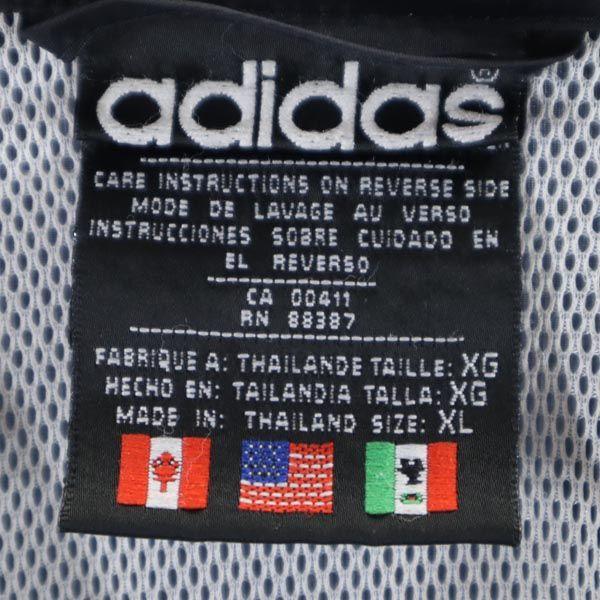 adidas®
CARE INSTRUCTIONS ON REVERSE SIDE
MODE DE LAVAGE AU VERSO
INSTRUCCIONES SOBRE CUIDADO EN
EL REVERSO
CA 00411
RN 88387
FABRIQUE A: THAILANDE TAILLE: XG
HECHO EN: TAILANDIA TALLA: XG
MADE IN: THAILAND SIZE: XL